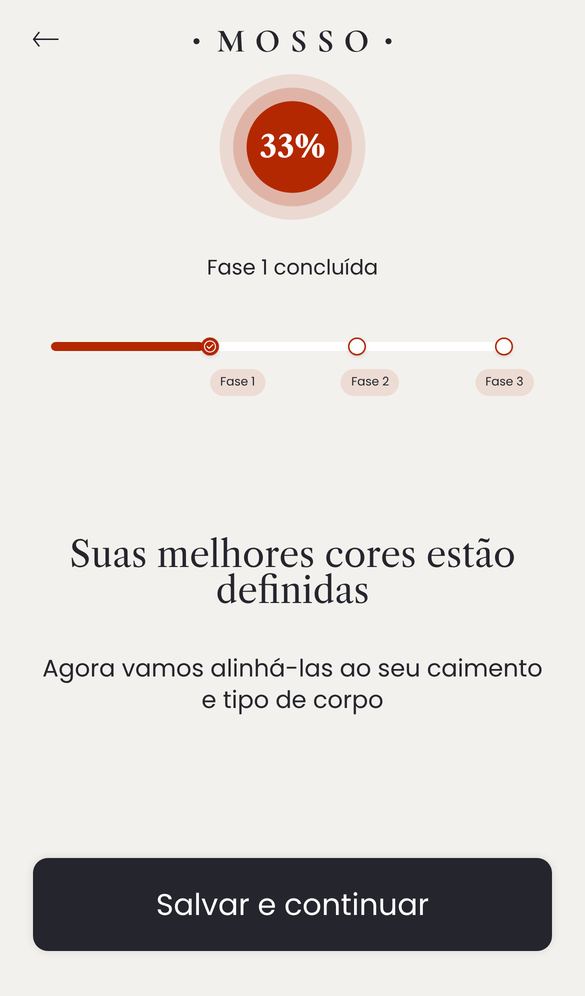 · MOSSO ·
33%
Fase 1 concluída
Fase 1
Fase 2
Fase 3
Suas melhores cores estão
definidas
Agora vamos alinhá-las ao seu caimento
e tipo de corpo
Salvar e continuar